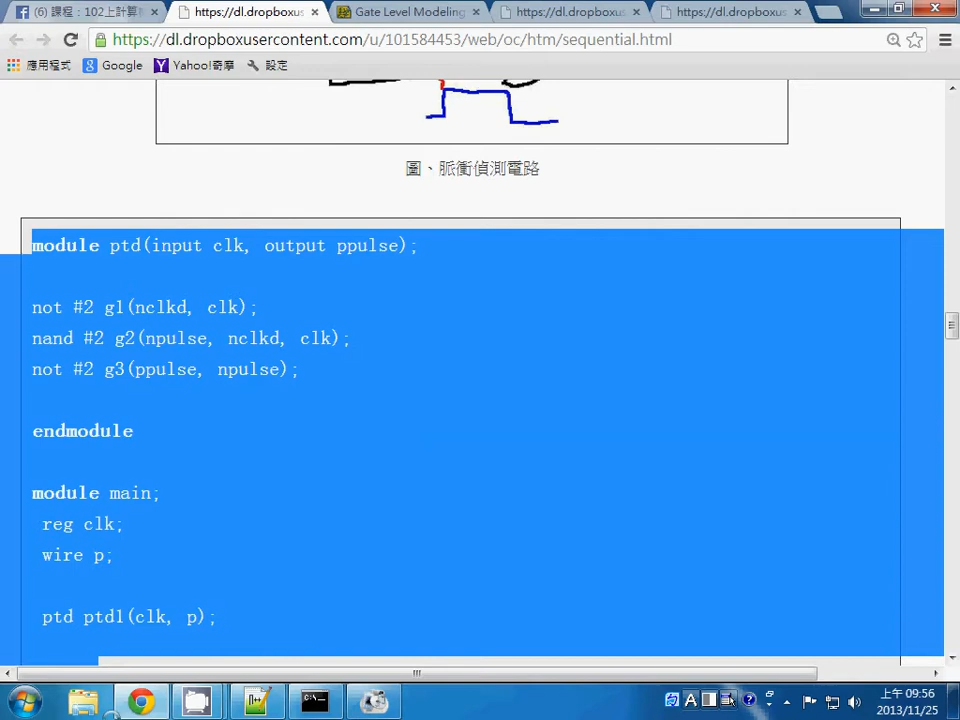 (6) 課程：102上計算
https://dl.dropboxus
Gate Level Modeling
https://dl.dropboxus
https://dl.dropboxus
https://dl.dropboxusercontent.com/u/101584453/web/oc/htm/sequential.html
應用程式 Google Yahoo!奇摩 設定
圖、脈衝偵測電路
module ptd(input clk, output ppulse);
not #2 g1(nclkd, clk);
nand #2 g2(npulse, nclkd, clk);
not #2 g3(ppulse, npulse);
endmodule
module main;
reg clk;
wire p;
ptd ptd1(clk, p);
上午 09:56
2013/11/25